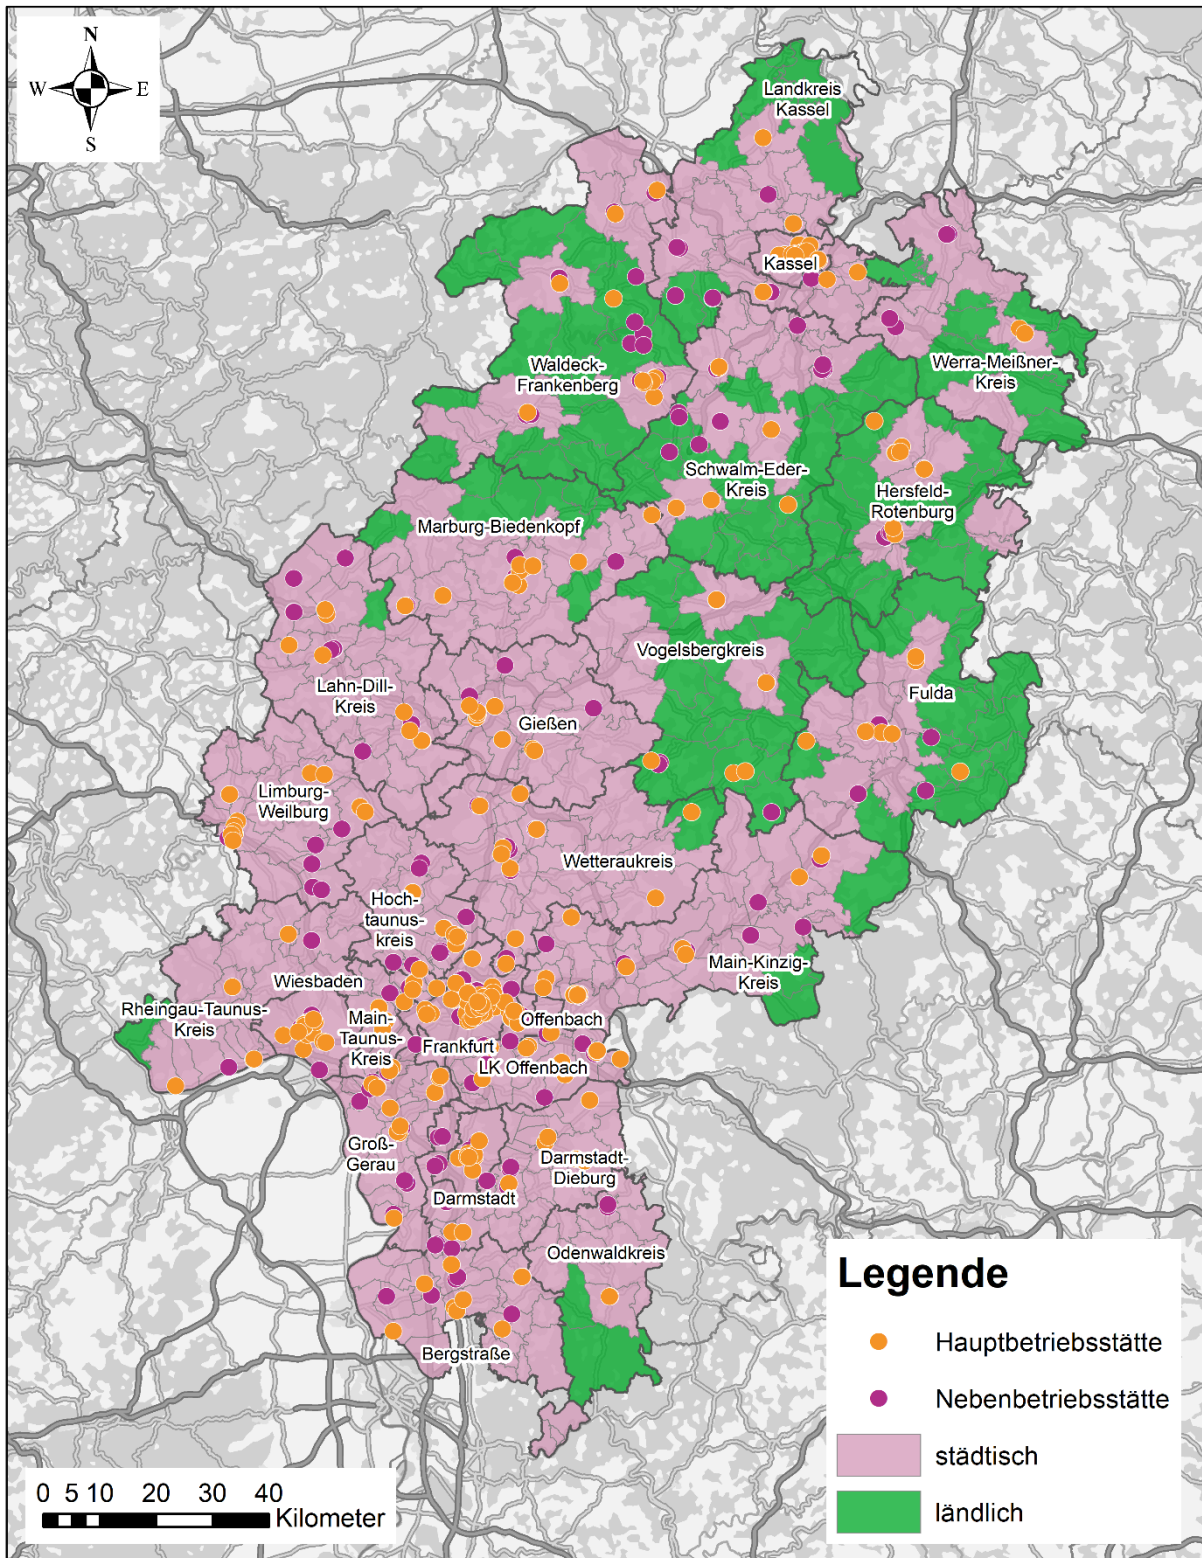 N
W
E
S
Landkreis
Kassel
Kassel
Waldeck-
Frankenberg
Werra-Meißner-
Kreis
Schwalm-Eder-
Kreis
Hersfeld-
Rotenburg
Marburg-Biedenkopf
Vogelsbergkreis
Fulda
Lahn-Dill-
Kreis
Gießen
Limburg-
Weilburg
Wetteraukreis
Hoch-
taunus-
kreis
Main-Kinzig-
Kreis
Wiesbaden
Rheingau-Taunus-
Kreis
Main-
Taunus-
Kreis
Offenbach
Frankfurt
LK Offenbach
Groß-
Gerau
Darmstadt-
Dieburg
Darmstadt
Odenwaldkreis
Bergstraße
Legende
Hauptbetriebsstätte
Nebenbetriebsstätte
städtisch
ländlich
0 5 10 20 30 40
Kilometer